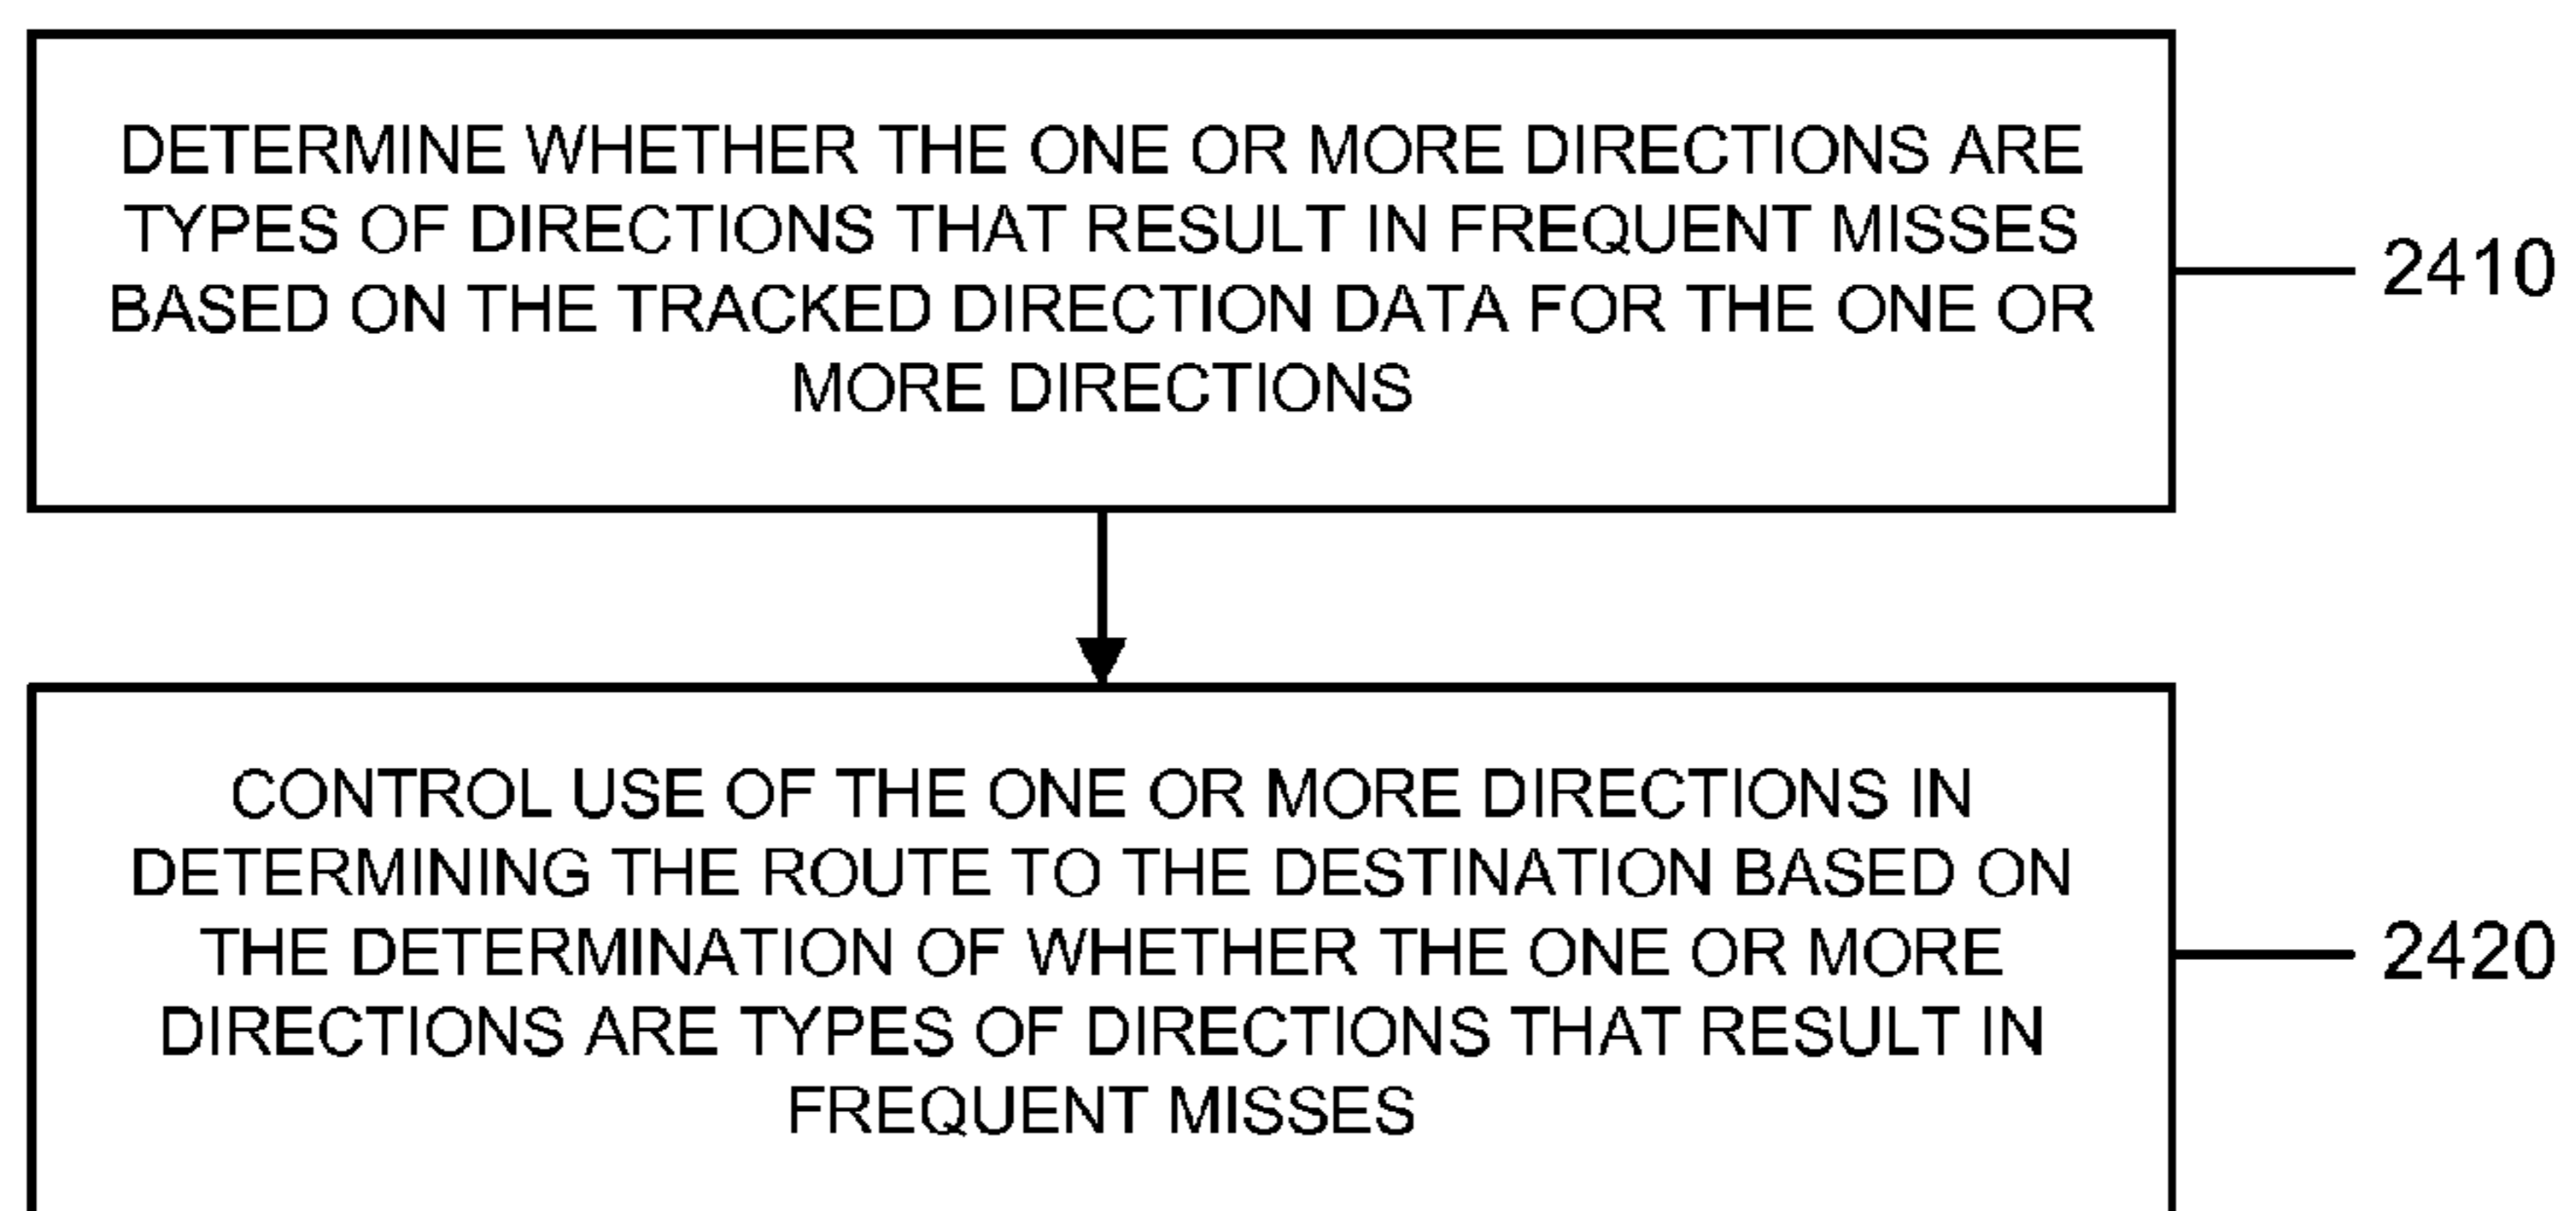 DETERMINE WHETHER THE ONE OR MORE DIRECTIONS ARE
TYPES OF DIRECTIONS THAT RESULT IN FREQUENT MISSES
BASED ON THE TRACKED DIRECTION DATA FOR THE ONE OR
MORE DIRECTIONS
2410
CONTROL USE OF THE ONE OR MORE DIRECTIONS IN
DETERMINING THE ROUTE TO THE DESTINATION BASED ON
THE DETERMINATION OF WHETHER THE ONE OR MORE
DIRECTIONS ARE TYPES OF DIRECTIONS THAT RESULT IN
FREQUENT MISSES
2420